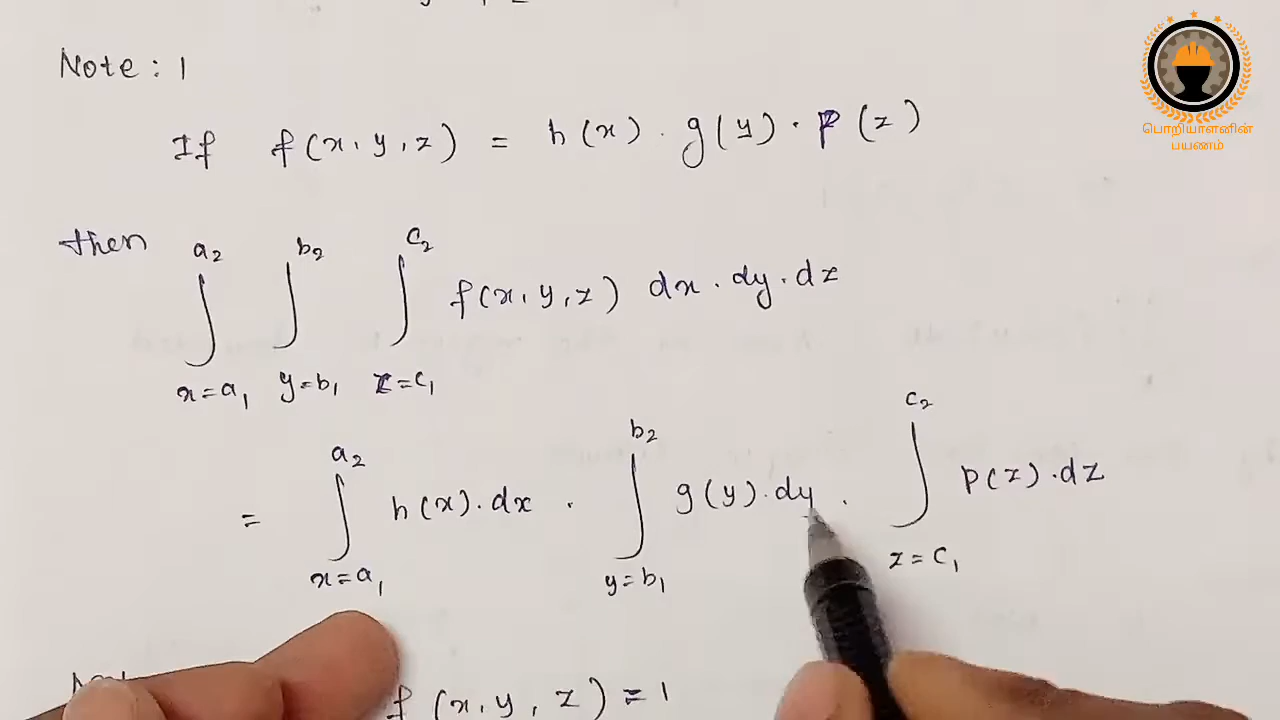 Note : 1
பொறியாளனின்
பயணம்
If f(x, y, z) = h(x) · g(y) · p(z)
then ∫_{x=a₁}^{a₂} ∫_{y=b₁}^{b₂} ∫_{z=c₁}^{c₂} f(x, y, z) dx · dy · dz
= ∫_{x=a₁}^{a₂} h(x) · dx · ∫_{y=b₁}^{b₂} g(y) · dy · ∫_{z=c₁}^{c₂} p(z) · dz
f(x, y, z) = 1